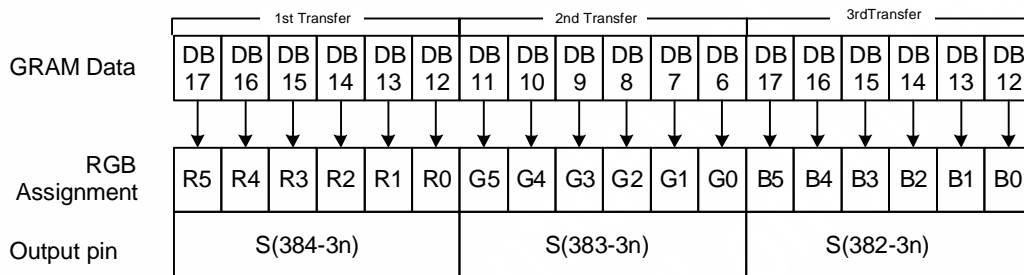 1st Transfer 2nd Transfer 3rdTransfer
GRAM Data DB 17 DB 16 DB 15 DB 14 DB 13 DB 12 DB 11 DB 10 DB 9 DB 8 DB 7 DB 6 DB 17 DB 16 DB 15 DB 14 DB 13 DB 12
RGB Assignment R5 R4 R3 R2 R1 R0 G5 G4 G3 G2 G1 G0 B5 B4 B3 B2 B1 B0
Output pin S(384-3n) S(383-3n) S(382-3n)